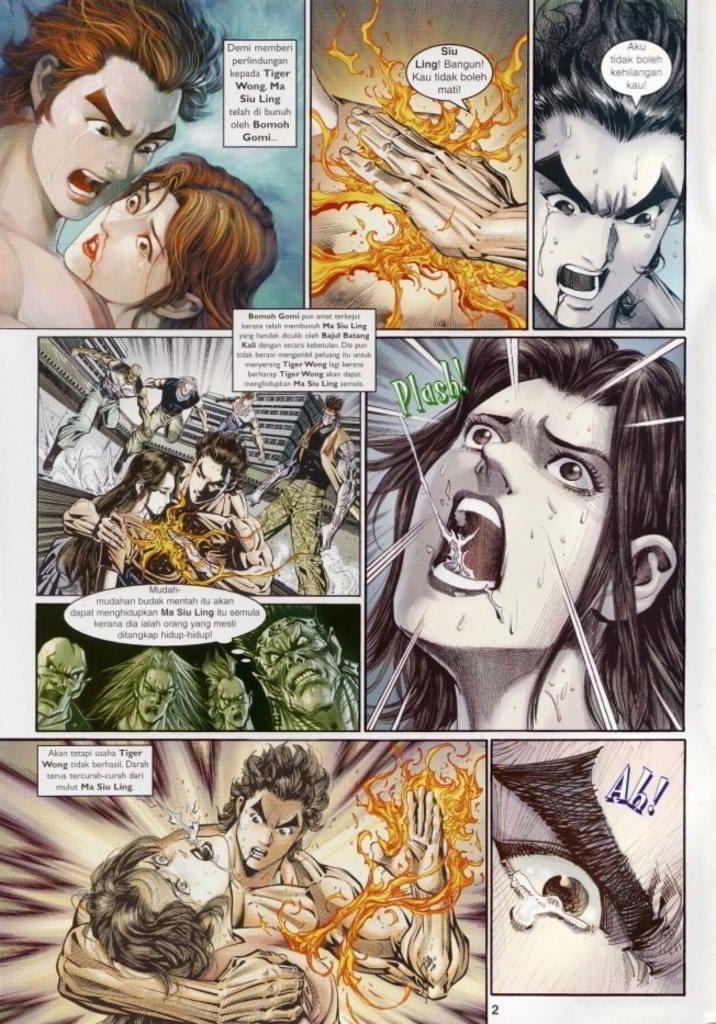 Demi memberi
perlindungan
kepada Tiger
Wong, Ma
Siu Ling
telah di bunuh
oleh Bomoh
Gomi...
Siu
Ling! Bangun!
Kau tidak boleh
mati!
Aku
tidak boleh
kehilangan
kau!
Bomoh Gomi pun amat terkejut
kerana telah membunuh Ma Siu Ling
yang hendak diculik oleh Bajul Batang
Kali dengan secara kebetulan. Dia pun
tidak berani mengambil peluang itu untuk
menyerang Tiger Wong lagi kerana
berharap Tiger Wong akan dapat
menghidupkan Ma Siu Ling semula.
Plash!
Mudah-
mudahan budak mentah itu akan
dapat menghidupkan Ma Siu Ling itu semula
kerana dia ialah orang yang mesti
ditangkap hidup-hidup!
Akan tetapi usaha Tiger
Wong tidak berhasil. Darah
terus tercurah-curah dari
mulut Ma Siu Ling.
Ah!
2